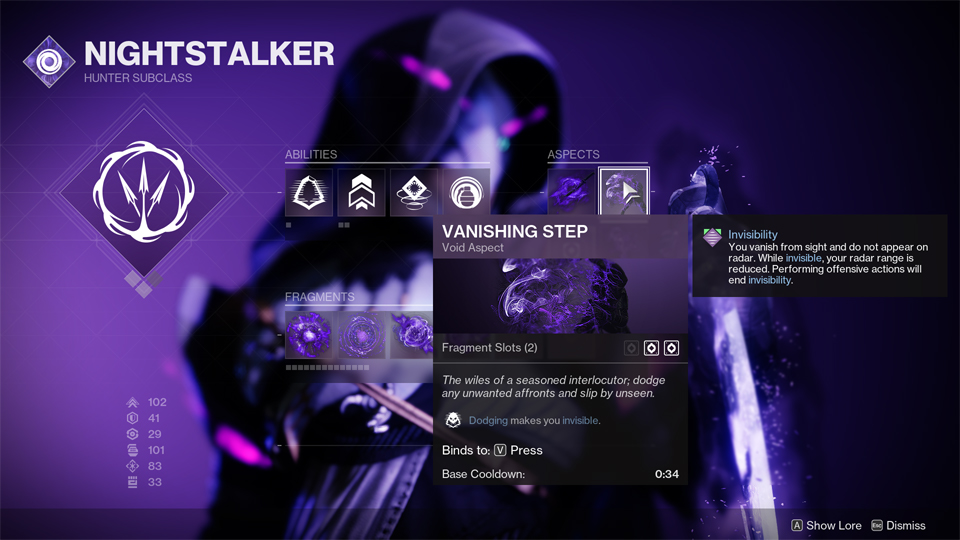 NIGHTSTALKER
HUNTER SUBCLASS
ABILITIES
ASPECTS
VANISHING STEP
Void Aspect
Invisibility
You vanish from sight and do not appear on
radar. While invisible, your radar range is
reduced. Performing offensive actions will
end invisibility.
FRAGMENTS
Fragment Slots (2)
The wiles of a seasoned interlocutor; dodge
any unwanted affronts and slip by unseen.
Dodging makes you invisible.
Binds to: V Press
Base Cooldown: 0:34
102
41
29
101
83
33
A Show Lore Esc Dismiss